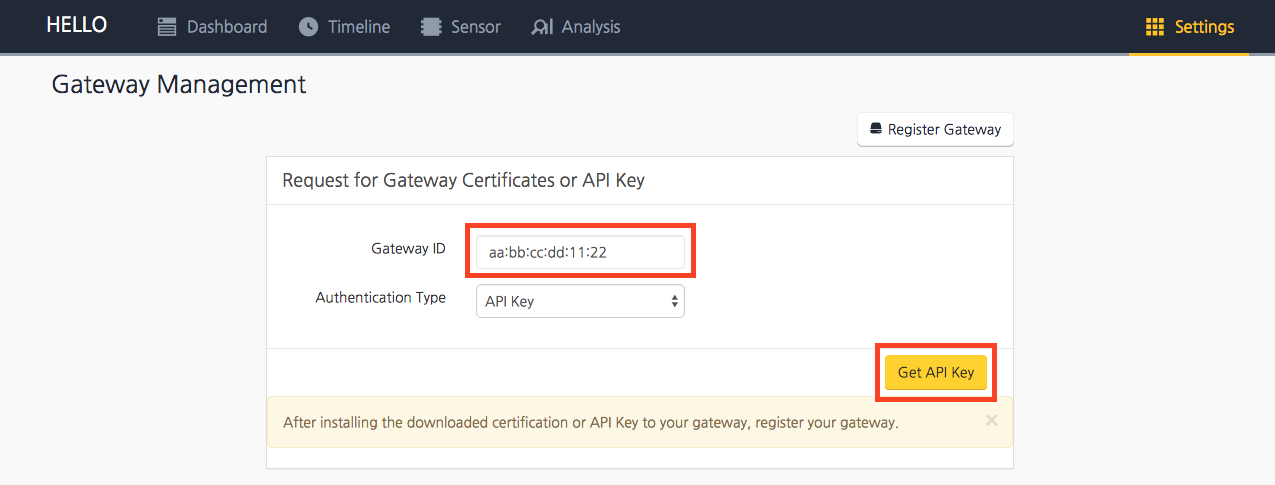 HELLO Dashboard Timeline Sensor Analysis Settings
Gateway Management
Register Gateway
Request for Gateway Certificates or API Key
Gateway ID aa:bb:cc:dd:11:22
Authentication Type API Key
Get API Key
After installing the downloaded certification or API Key to your gateway, register your gateway. ×